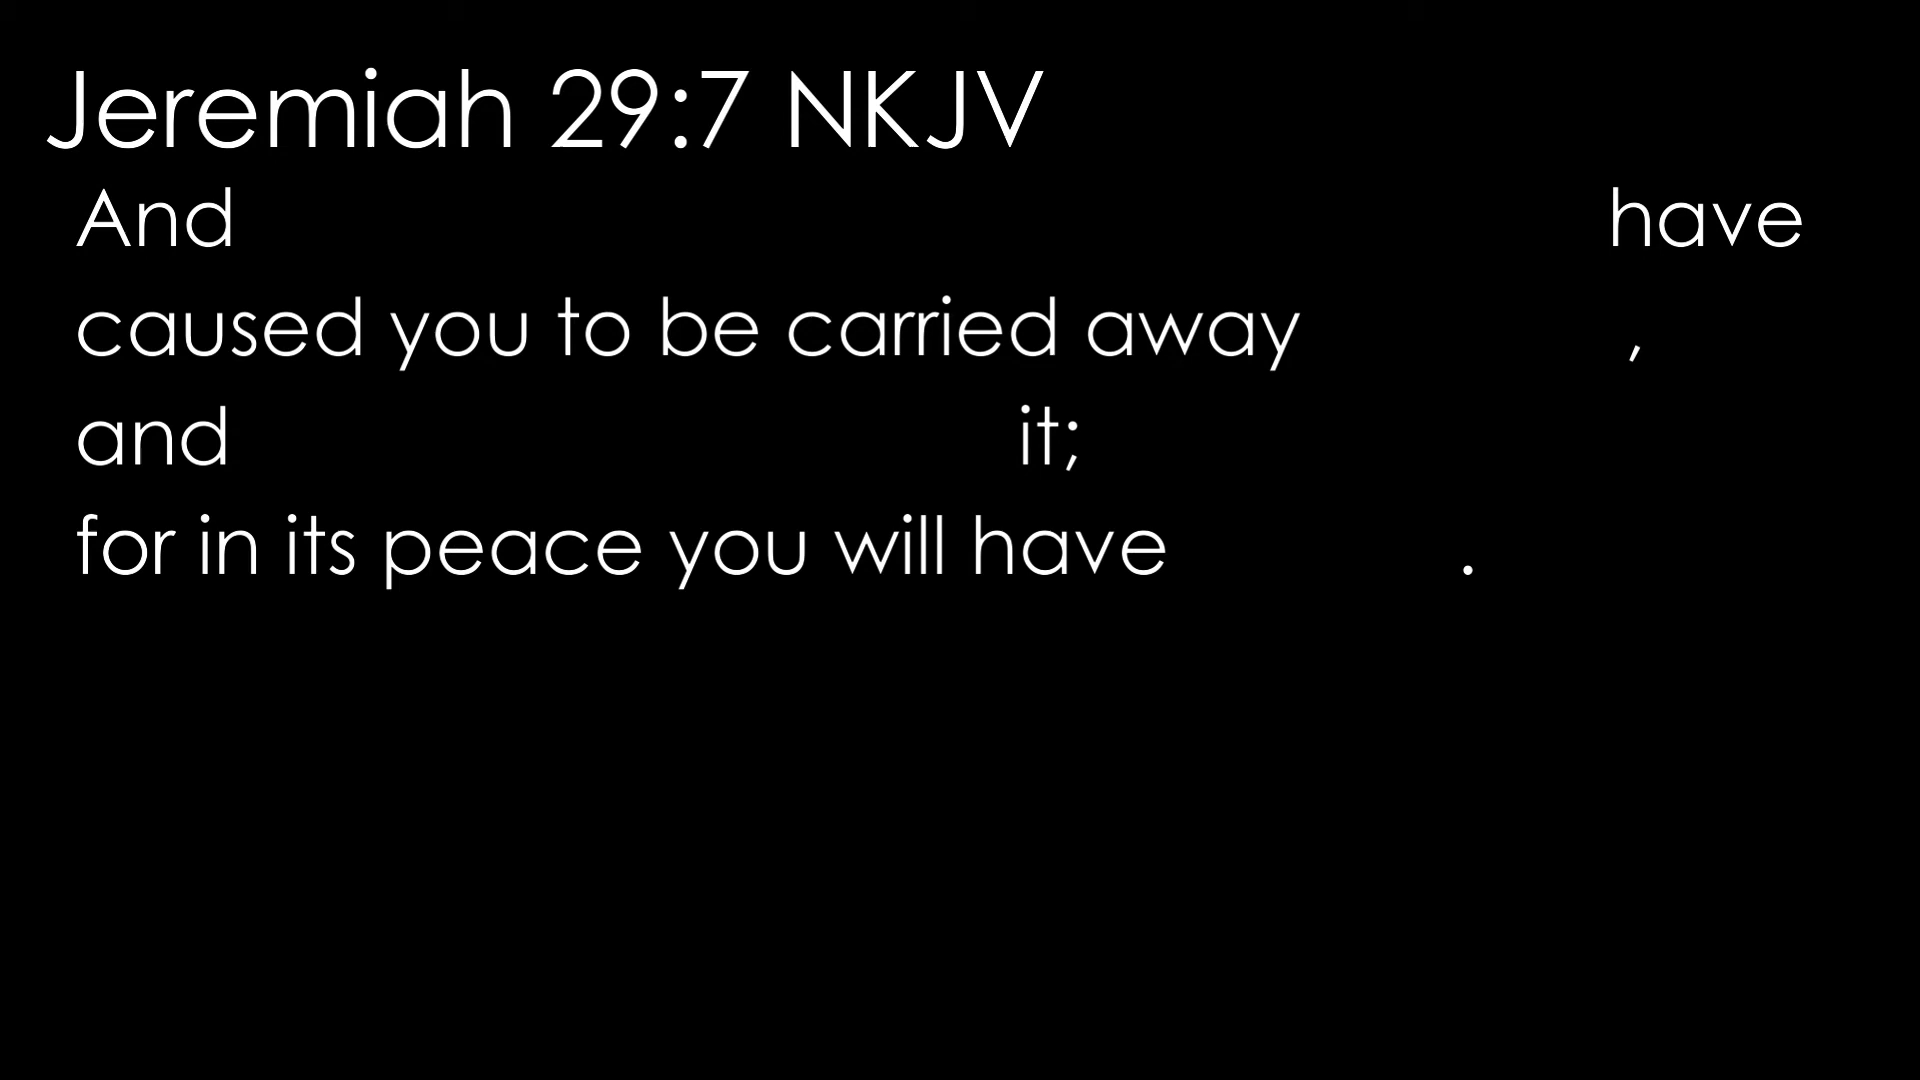 Jeremiah 29:7 NKJV
And have
caused you to be carried away ,
and it;
for in its peace you will have .